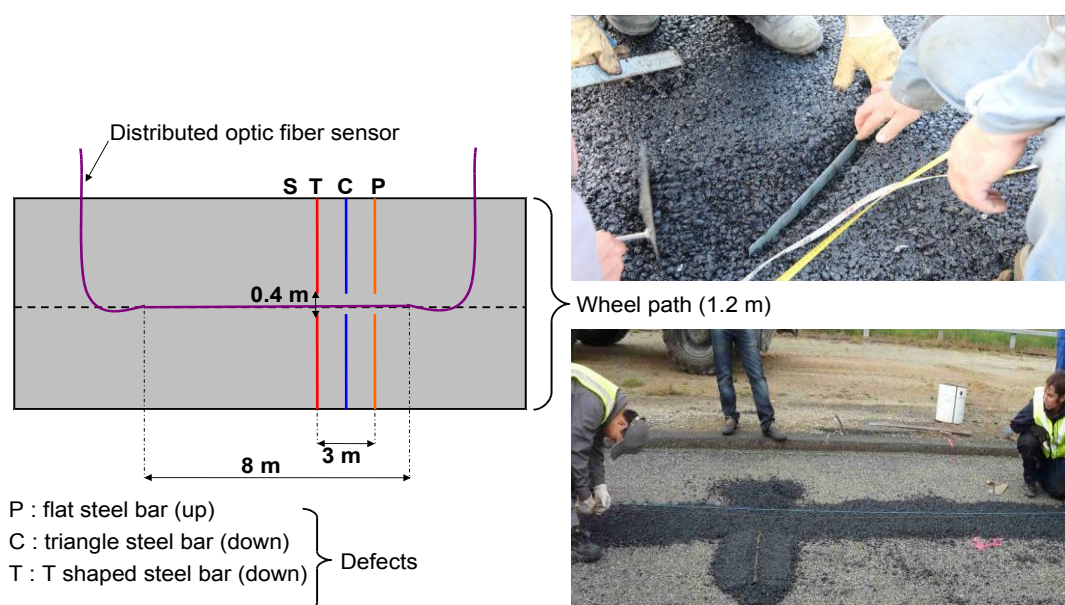 Distributed optic fiber sensor
S T C P
0.4 m
Wheel path (1.2 m)
3 m
8 m
P : flat steel bar (up)
C : triangle steel bar (down)
T : T shaped steel bar (down)
Defects